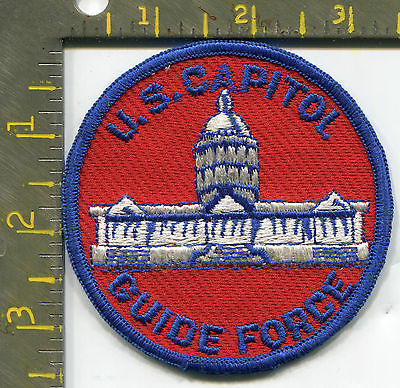 1 2 3
1
2
3
U.S. CAPITOL
GUIDE FORCE